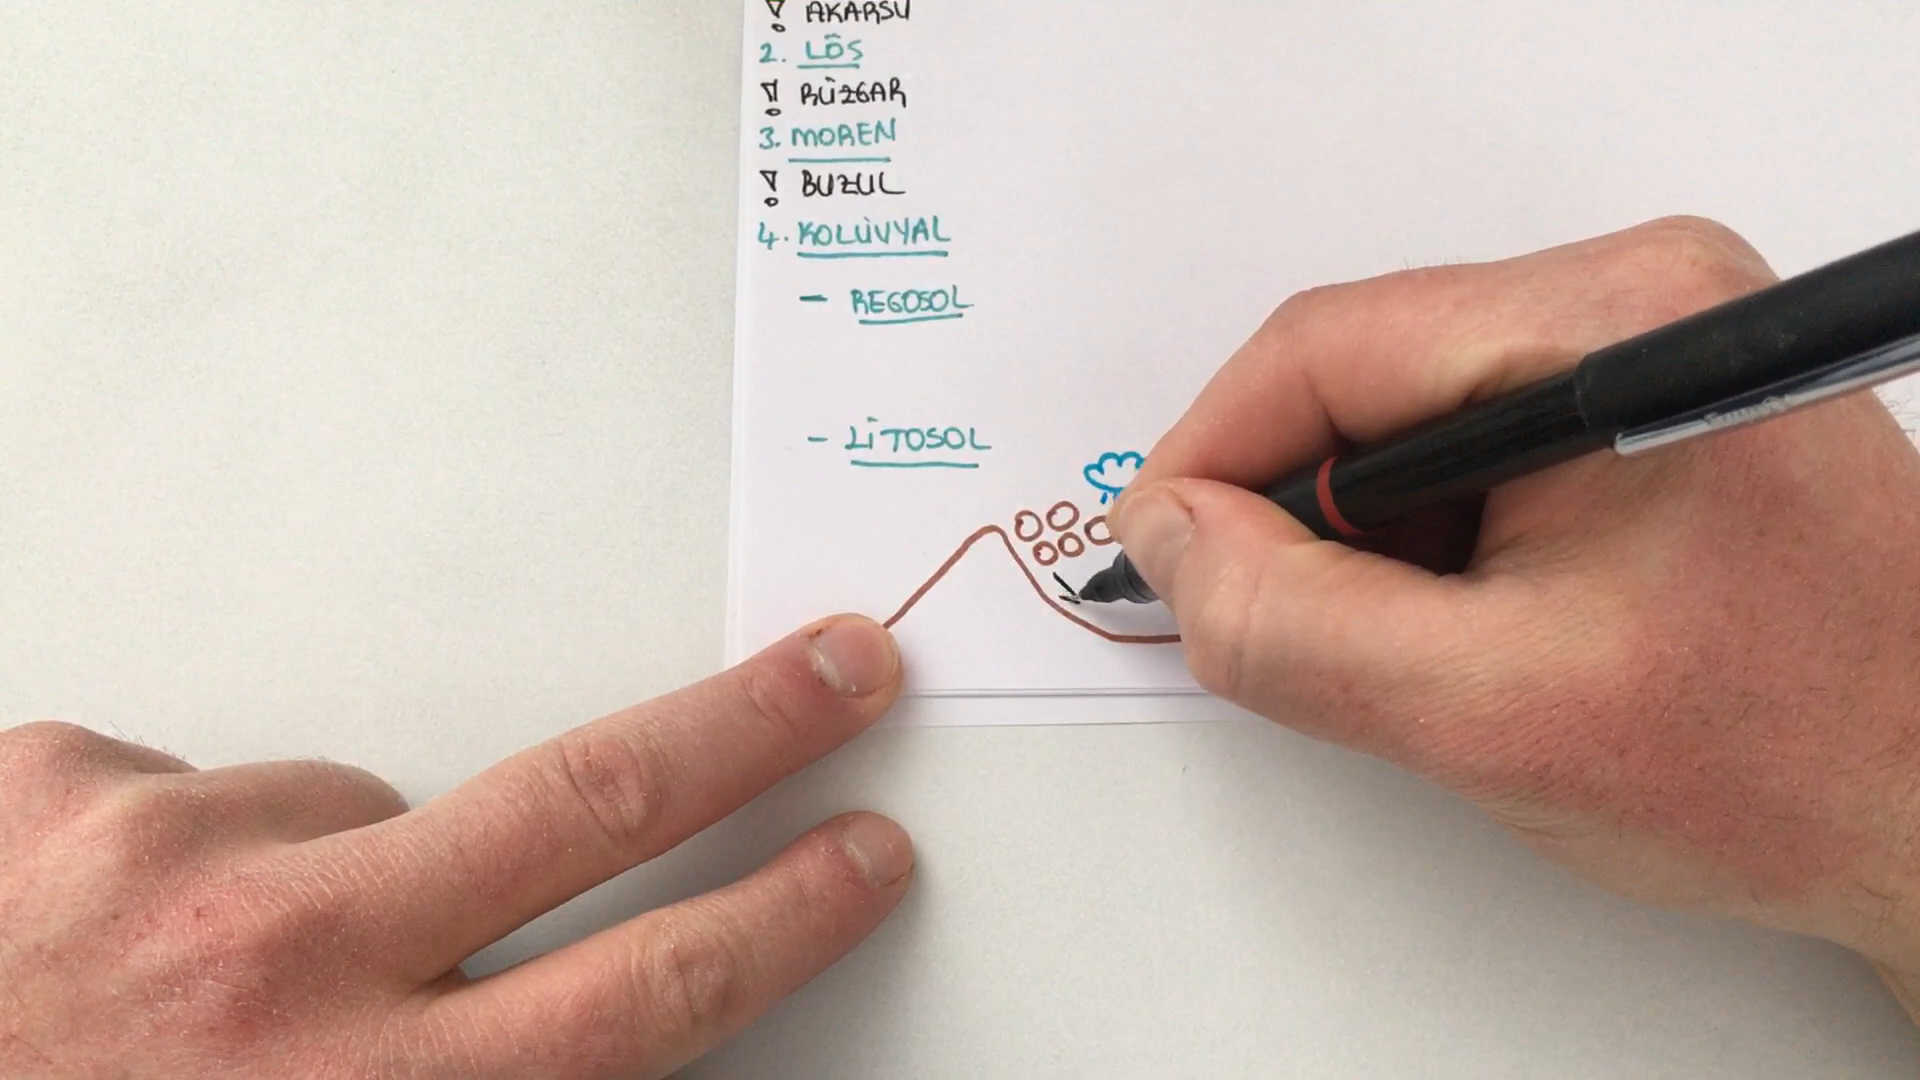 ! AKARSU
2. LÖS
! RÜZGAR
3. MOREN
! BUZUL
4. KOLÜVYAL
- REGOSOL
- LİTOSOL